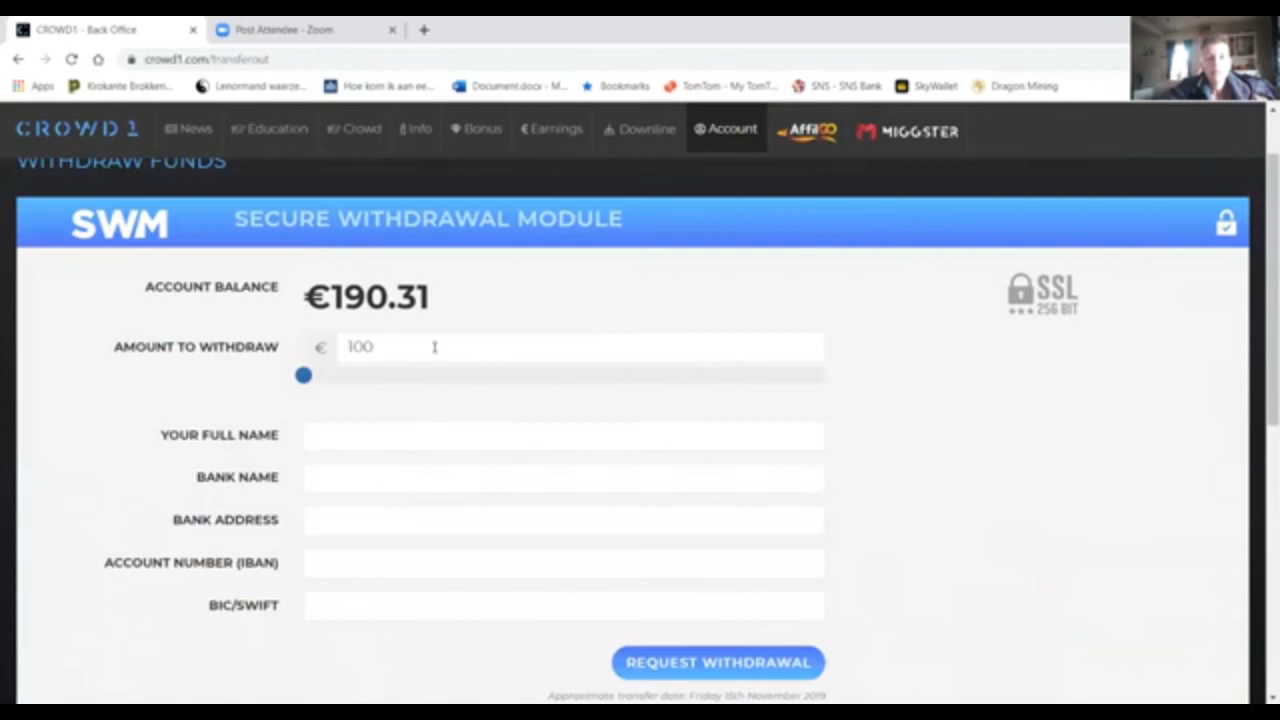 CROWD1 - Back Office
Post Attendee - Zoom
crowd1.com/transferout
Apps Krokante Brokken... Lenormand waarze... Hoe kom ik aan ee... Document.docx - M... Bookmarks TomTom - My TomT... SNS - SNS Bank SkyWallet Dragon Mining
CROWD1 News Education Crowd Info Bonus €Earnings Downline Account AffilGO MIGGSTER
WITHDRAW FUNDS
SWM SECURE WITHDRAWAL MODULE
ACCOUNT BALANCE €190.31
SSL
256 BIT
AMOUNT TO WITHDRAW € 100
YOUR FULL NAME
BANK NAME
BANK ADDRESS
ACCOUNT NUMBER (IBAN)
BIC/SWIFT
REQUEST WITHDRAWAL
Approximate transfer date: Friday 15th November 2019